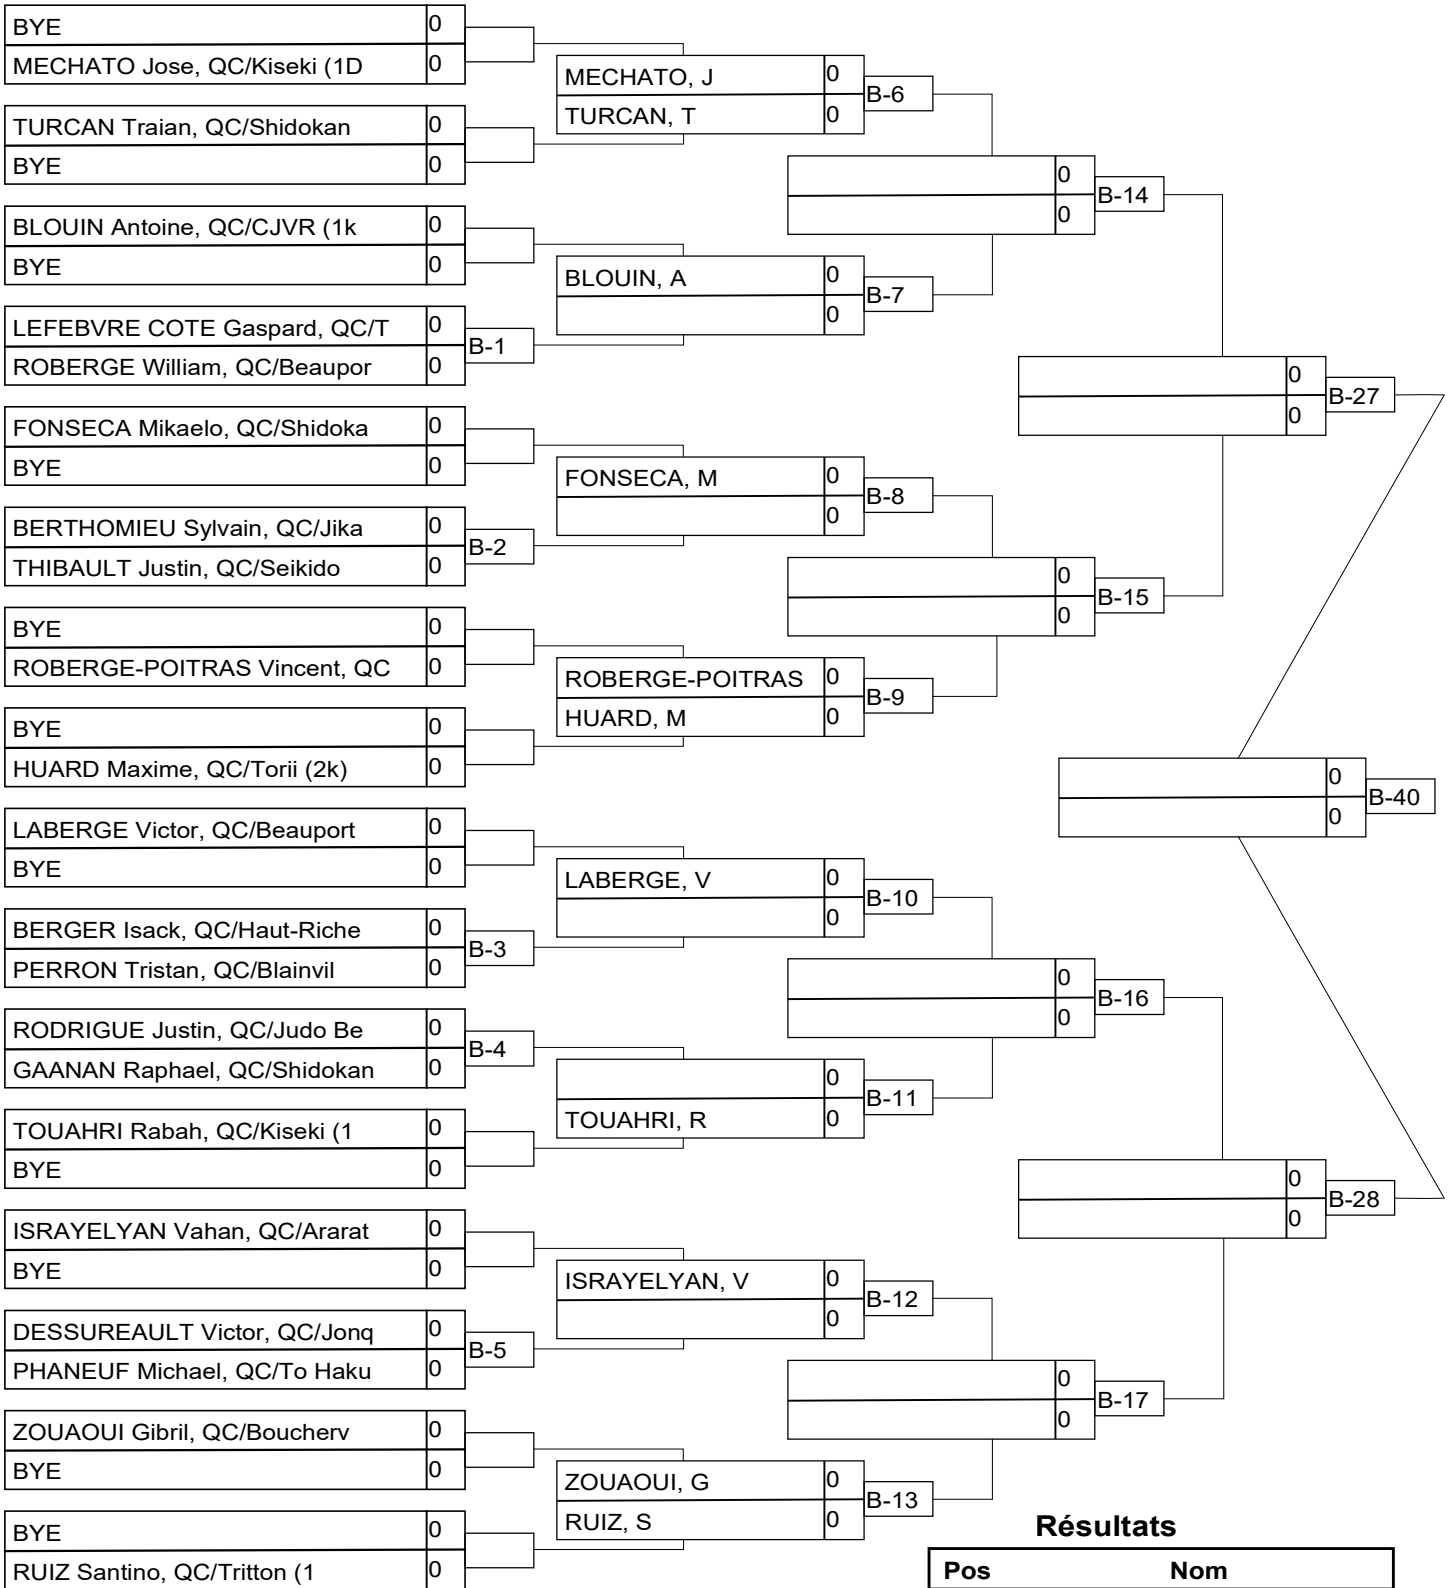 BYE 0
MECHATO Jose, QC/Kiseki (1D 0
TURCAN Traian, QC/Shidokan 0
BYE 0
BLOUIN Antoine, QC/CJVR (1k 0
BYE 0
LEFEBVRE COTE Gaspard, QC/T 0
B-1
ROBERGE William, QC/Beaupor 0
FONSECA Mikaelo, QC/Shidoka 0
BYE 0
BERTHOMIEU Sylvain, QC/Jika 0
B-2
THIBAULT Justin, QC/Seikido 0
BYE 0
ROBERGE-POITRAS Vincent, QC 0
BYE 0
HUARD Maxime, QC/Torii (2k) 0
LABERGE Victor, QC/Beauport 0
BYE 0
BERGER Isack, QC/Haut-Riche 0
B-3
PERRON Tristan, QC/Blainvil 0
RODRIGUE Justin, QC/Judo Be 0
B-4
GAANAN Raphael, QC/Shidokan 0
TOUAHRI Rabah, QC/Kiseki (1 0
BYE 0
ISRAYELYAN Vahan, QC/Ararat 0
BYE 0
DESSUREAULT Victor, QC/Jonq 0
B-5
PHANEUF Michael, QC/To Haku 0
ZOUAOUI Gibril, QC/Boucherv 0
BYE 0
BYE 0
RUIZ Santino, QC/Tritton (1 0
MECHATO, J 0
B-6
TURCAN, T 0
BLOUIN, A 0
B-7
0
FONSECA, M 0
B-8
0
ROBERGE-POITRAS 0
B-9
HUARD, M 0
LABERGE, V 0
B-10
0
0
B-11
TOUAHRI, R 0
ISRAYELYAN, V 0
B-12
0
ZOUAOUI, G 0
B-13
RUIZ, S 0
0
B-14
0
0
B-15
0
0
B-16
0
0
B-17
0
0
B-27
0
0
B-28
0
0
B-40
0
Résultats
Pos Nom